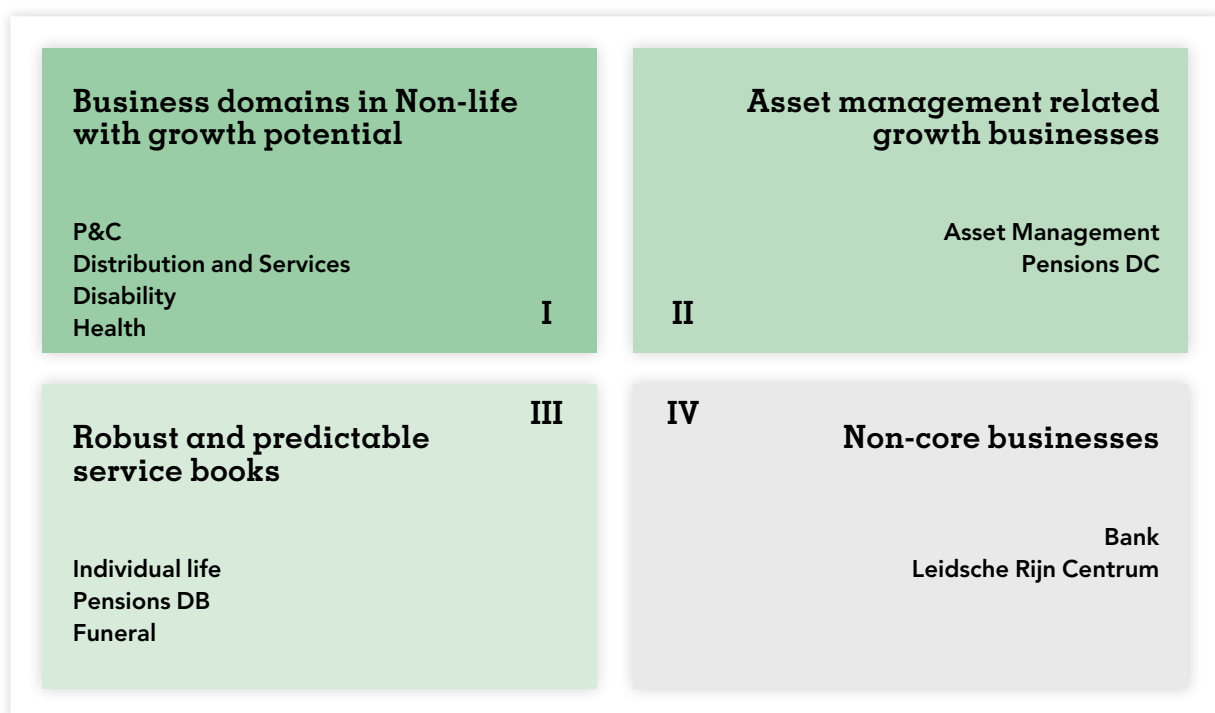 Business domains in Non-life
with growth potential
P&C
Distribution and Services
Disability
Health
I
Asset management related
growth businesses
Asset Management
Pensions DC
II
III
Robust and predictable
service books
Individual life
Pensions DB
Funeral
IV
Non-core businesses
Bank
Leidsche Rijn Centrum